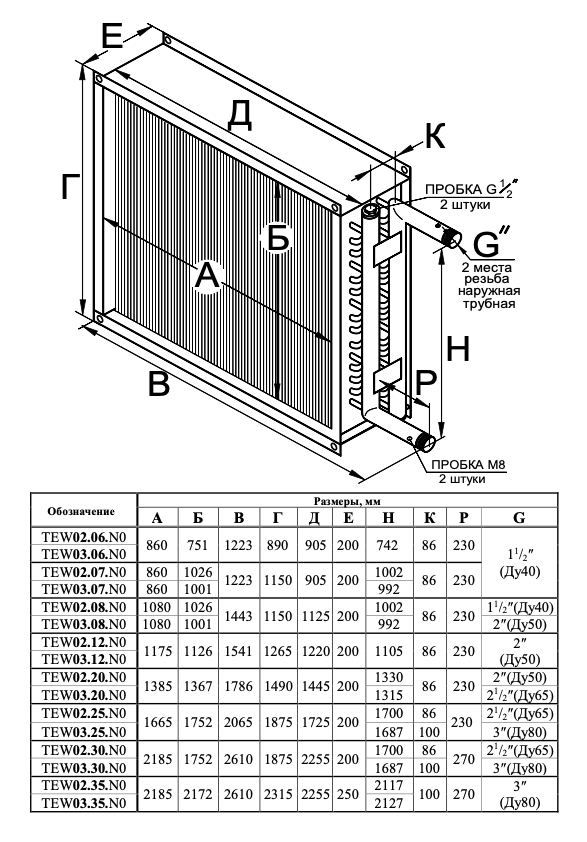 Е
Д
К
ПРОБКА G 1/2"
2 штуки
Г
Б
G"
2 места
резьба
наружная
трубная
А
Н
В
Р
ПРОБКА М8
2 штуки
Обозначение Размеры, мм
А Б В Г Д Е Н К Р G
TEW02.06.N0 860 751 1223 890 905 200 742 86 230 1 1/2" (Ду40)
TEW03.06.N0
TEW02.07.N0 860 1026 1223 1150 905 200 1002 86 230
TEW03.07.N0 860 1001 992
TEW02.08.N0 1080 1026 1443 1150 1125 200 1002 86 230 1 1/2"(Ду40)
TEW03.08.N0 1080 1001 992 2"(Ду50)
TEW02.12.N0 1175 1126 1541 1265 1220 200 1105 86 230 2" (Ду50)
TEW03.12.N0
TEW02.20.N0 1385 1367 1786 1490 1445 200 1330 86 230 2"(Ду50)
TEW03.20.N0 1315 2 1/2"(Ду65)
TEW02.25.N0 1665 1752 2065 1875 1725 200 1700 86 230 2 1/2"(Ду65)
TEW03.25.N0 1687 100 3"(Ду80)
TEW02.30.N0 2185 1752 2610 1875 2255 200 1700 86 270 2 1/2"(Ду65)
TEW03.30.N0 1687 100 3"(Ду80)
TEW02.35.N0 2185 2172 2610 2315 2255 250 2117 100 270 3" (Ду80)
TEW03.35.N0 2127